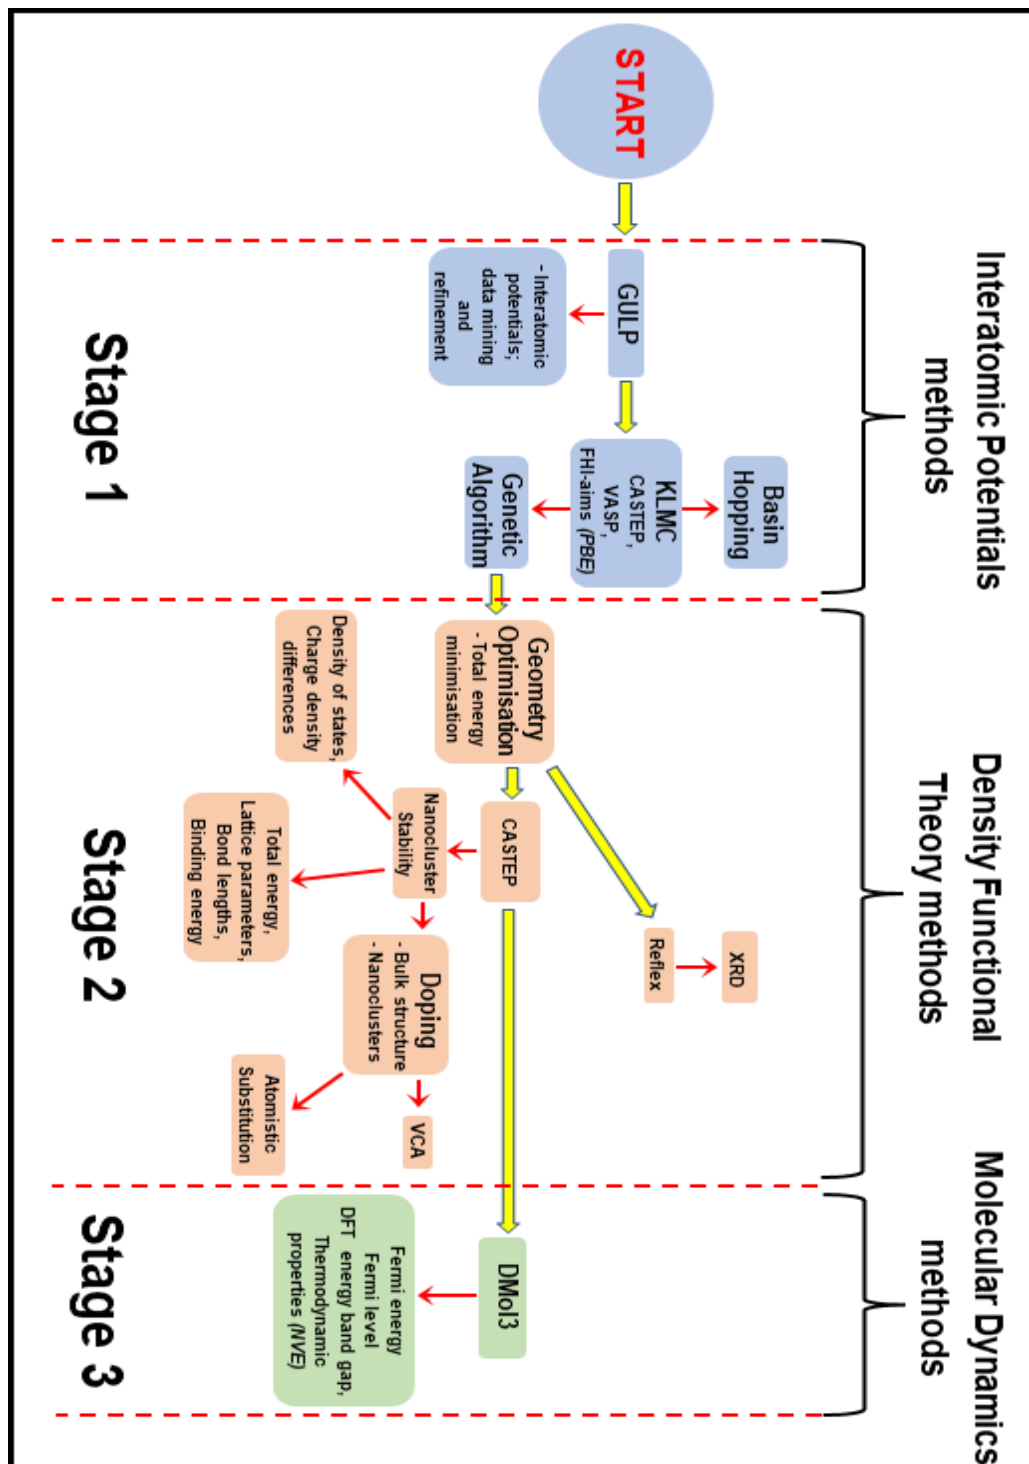 Interatomic Potentials
methods
Density Functional
Theory methods
Molecular Dynamics
methods
START
GULP
- Interatomic
potentials;
data mining
and
refinement
Basin
Hopping
KLMC
CASTEP,
VASP,
FHI-aims (PBE)
Genetic
Algorithm
Geometry
Optimisation
- Total energy
minimisation
XRD
Reflex
CASTEP
Nanocluster
Stability
Density of states,
Charge density
differences
Total energy,
Lattice parameters,
Bond lengths,
Binding energy
Doping
- Bulk structure
- Nanoclusters
VCA
Atomistic
Substitution
DMol3
Fermi energy
Fermi level
DFT energy band gap,
Thermodynamic
properties (NVE)
Stage 1
Stage 2
Stage 3